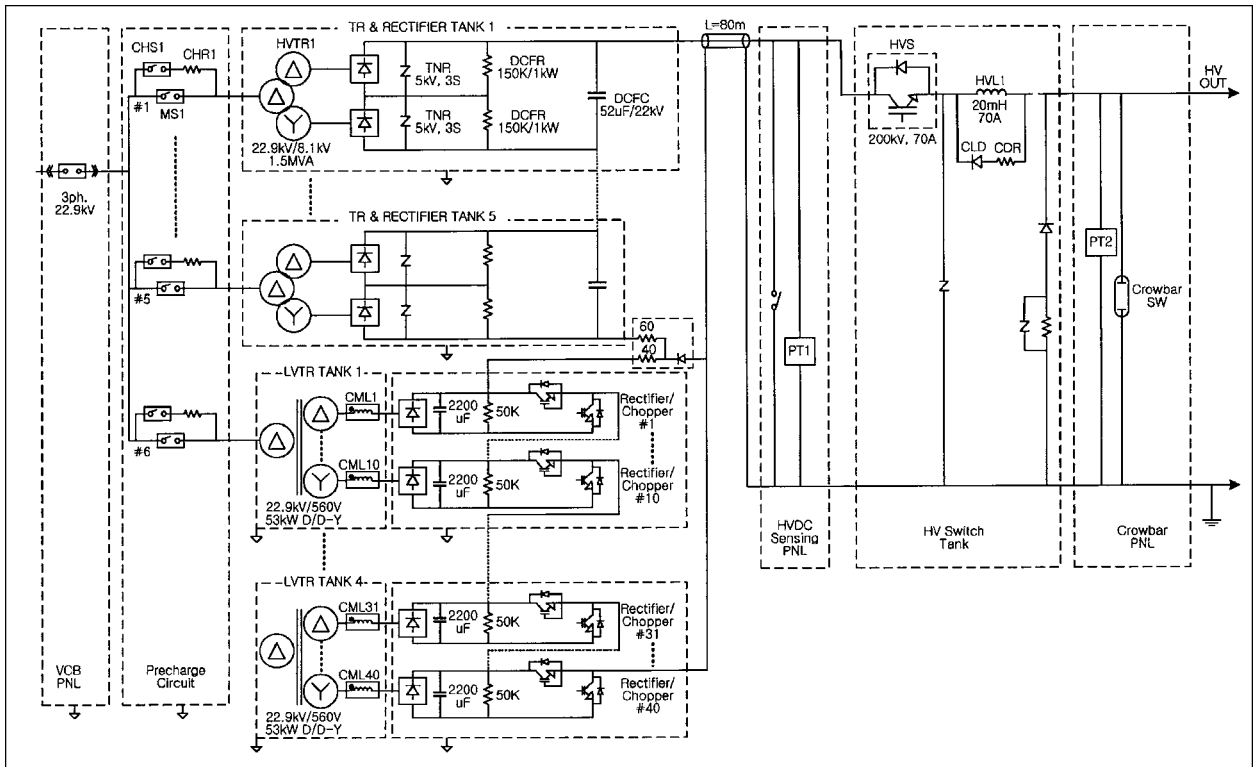 L=80m
TR & RECTIFIER TANK 1
CHS1
CHR1
#1
MS1
HVTR1
TNR
5kV, 3S
DCFR
150K/1kW
TNR
5kV, 3S
DCFR
150K/1kW
DCFC
52uF/22kV
22.9kV/8.1kV
1.5MVA
3ph.
22.9kV
HVS
200kV, 70A
HVL1
20mH
70A
CLD
CDR
HV
OUT
TR & RECTIFIER TANK 5
#5
60
40
PT1
PT2
Crowbar
SW
LVTR TANK 1
CML1
2200
uF
50K
Rectifier/
Chopper
#1
#6
CML10
2200
uF
50K
Rectifier/
Chopper
#10
22.9kV/560V
53kW D/D-Y
HVDC
Sensing
PNL
HV Switch
Tank
Crowbar
PNL
LVTR TANK 4
CML31
2200
uF
50K
Rectifier/
Chopper
#31
CML40
2200
uF
50K
Rectifier/
Chopper
#40
22.9kV/560V
53kW D/D-Y
VCB
PNL
Precharge
Circuit